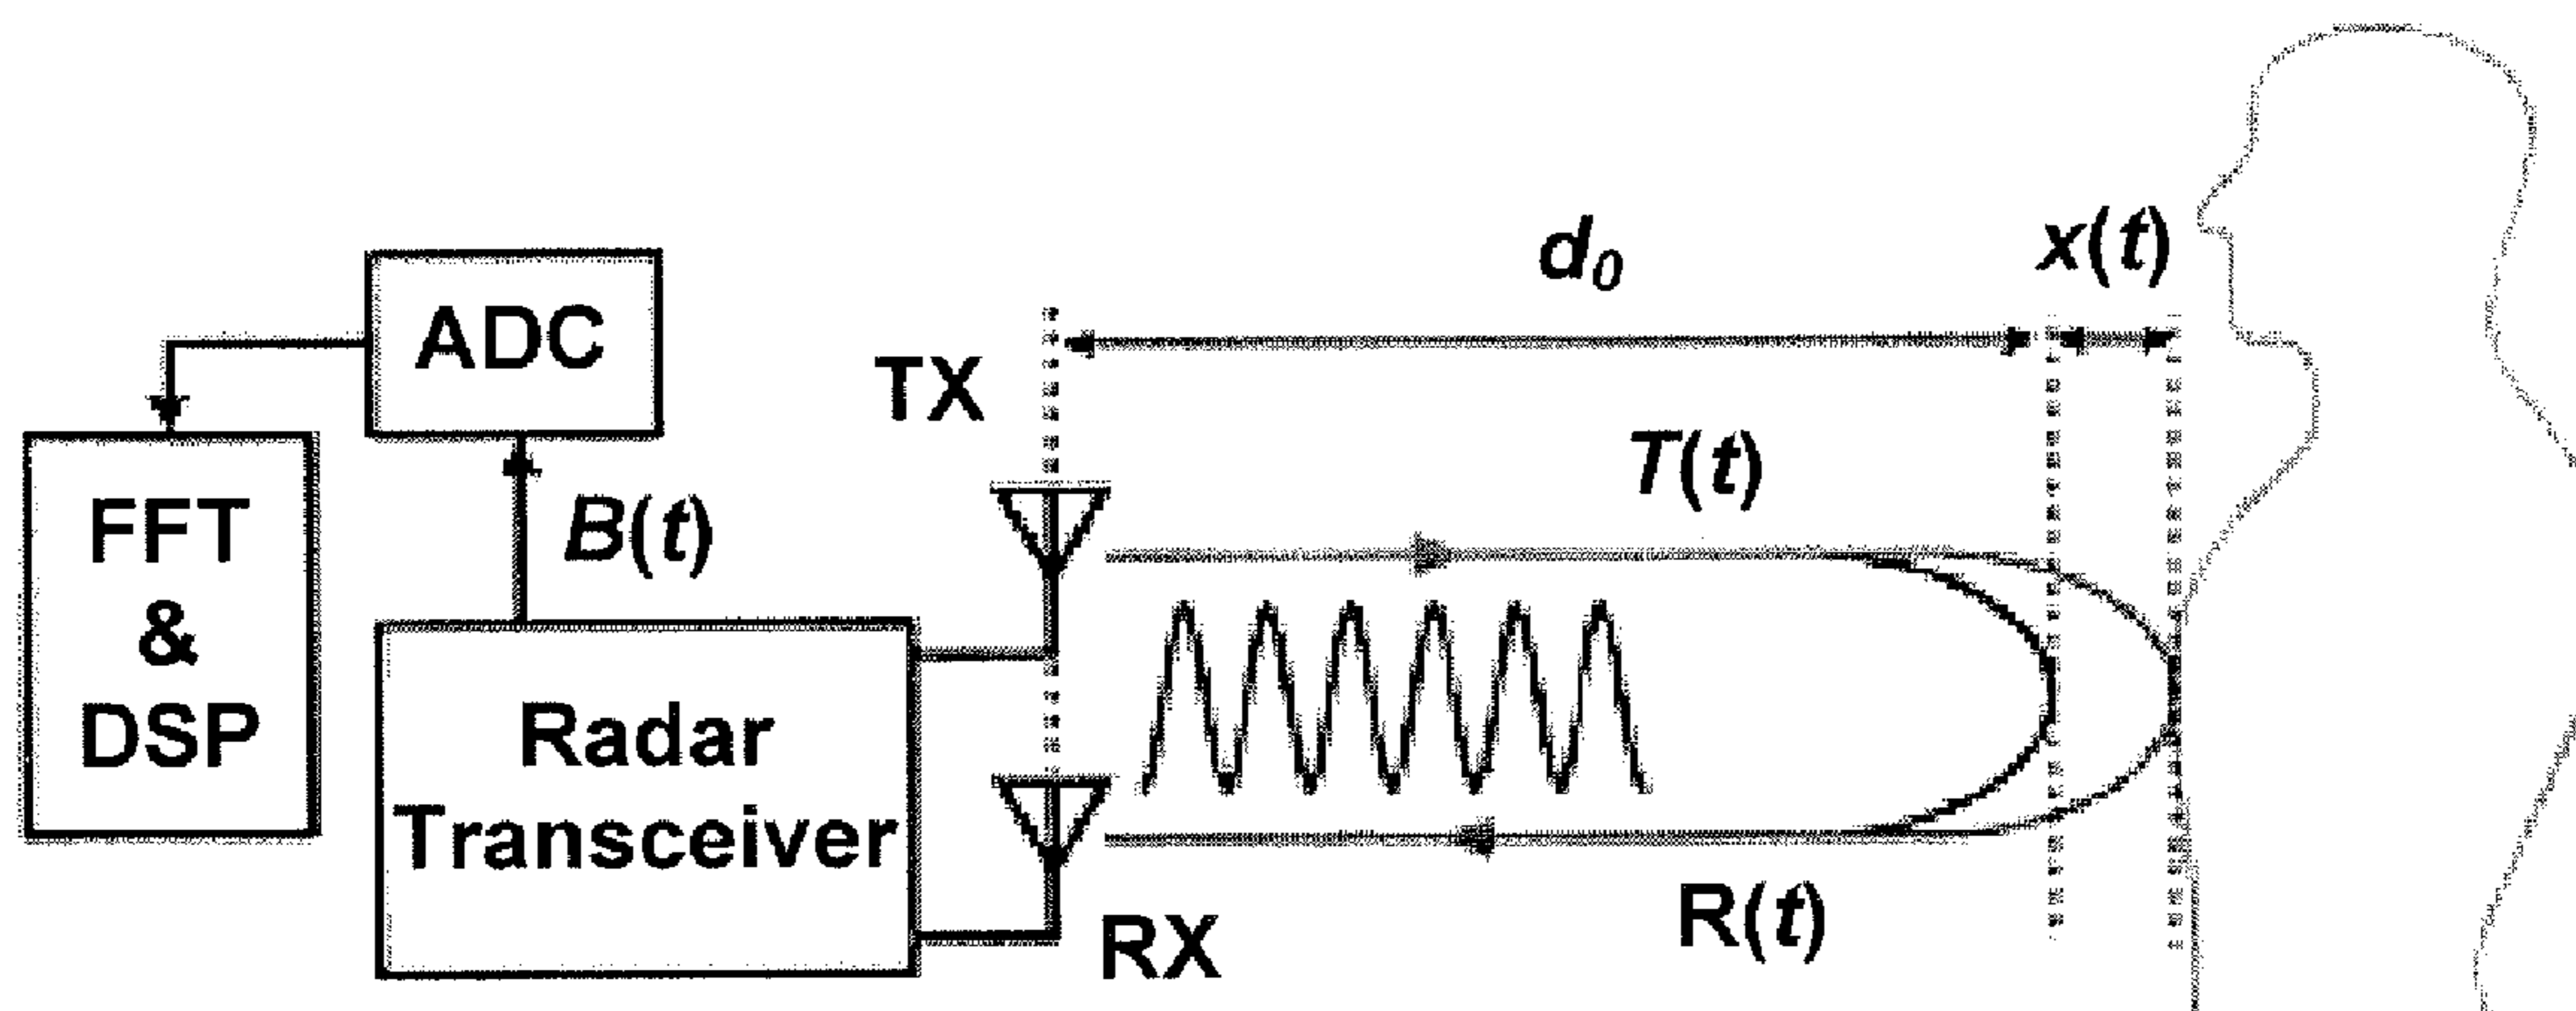 ADC
FFT
&
DSP
B(t)
Radar
Transceiver
TX
RX
d0
x(t)
T(t)
R(t)